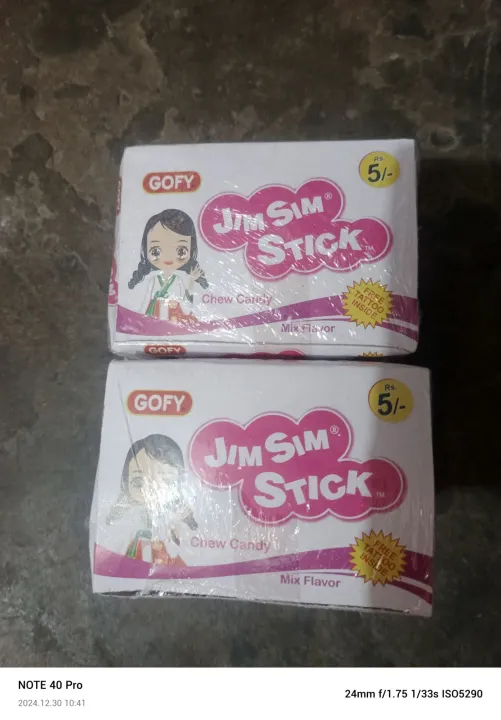 GOFY
Rs.
5/-
JIM SIM®
STICK™
Chew Candy
FREE
TATTOO
INSIDE
Mix Flavor
GOFY
GOFY
Rs.
5/-
JIM SIM®
STICK™
Chew Candy
FREE
TATTOO
INSIDE
Mix Flavor
NOTE 40 Pro
2024.12.30 10:41
24mm f/1.75 1/33s ISO5290